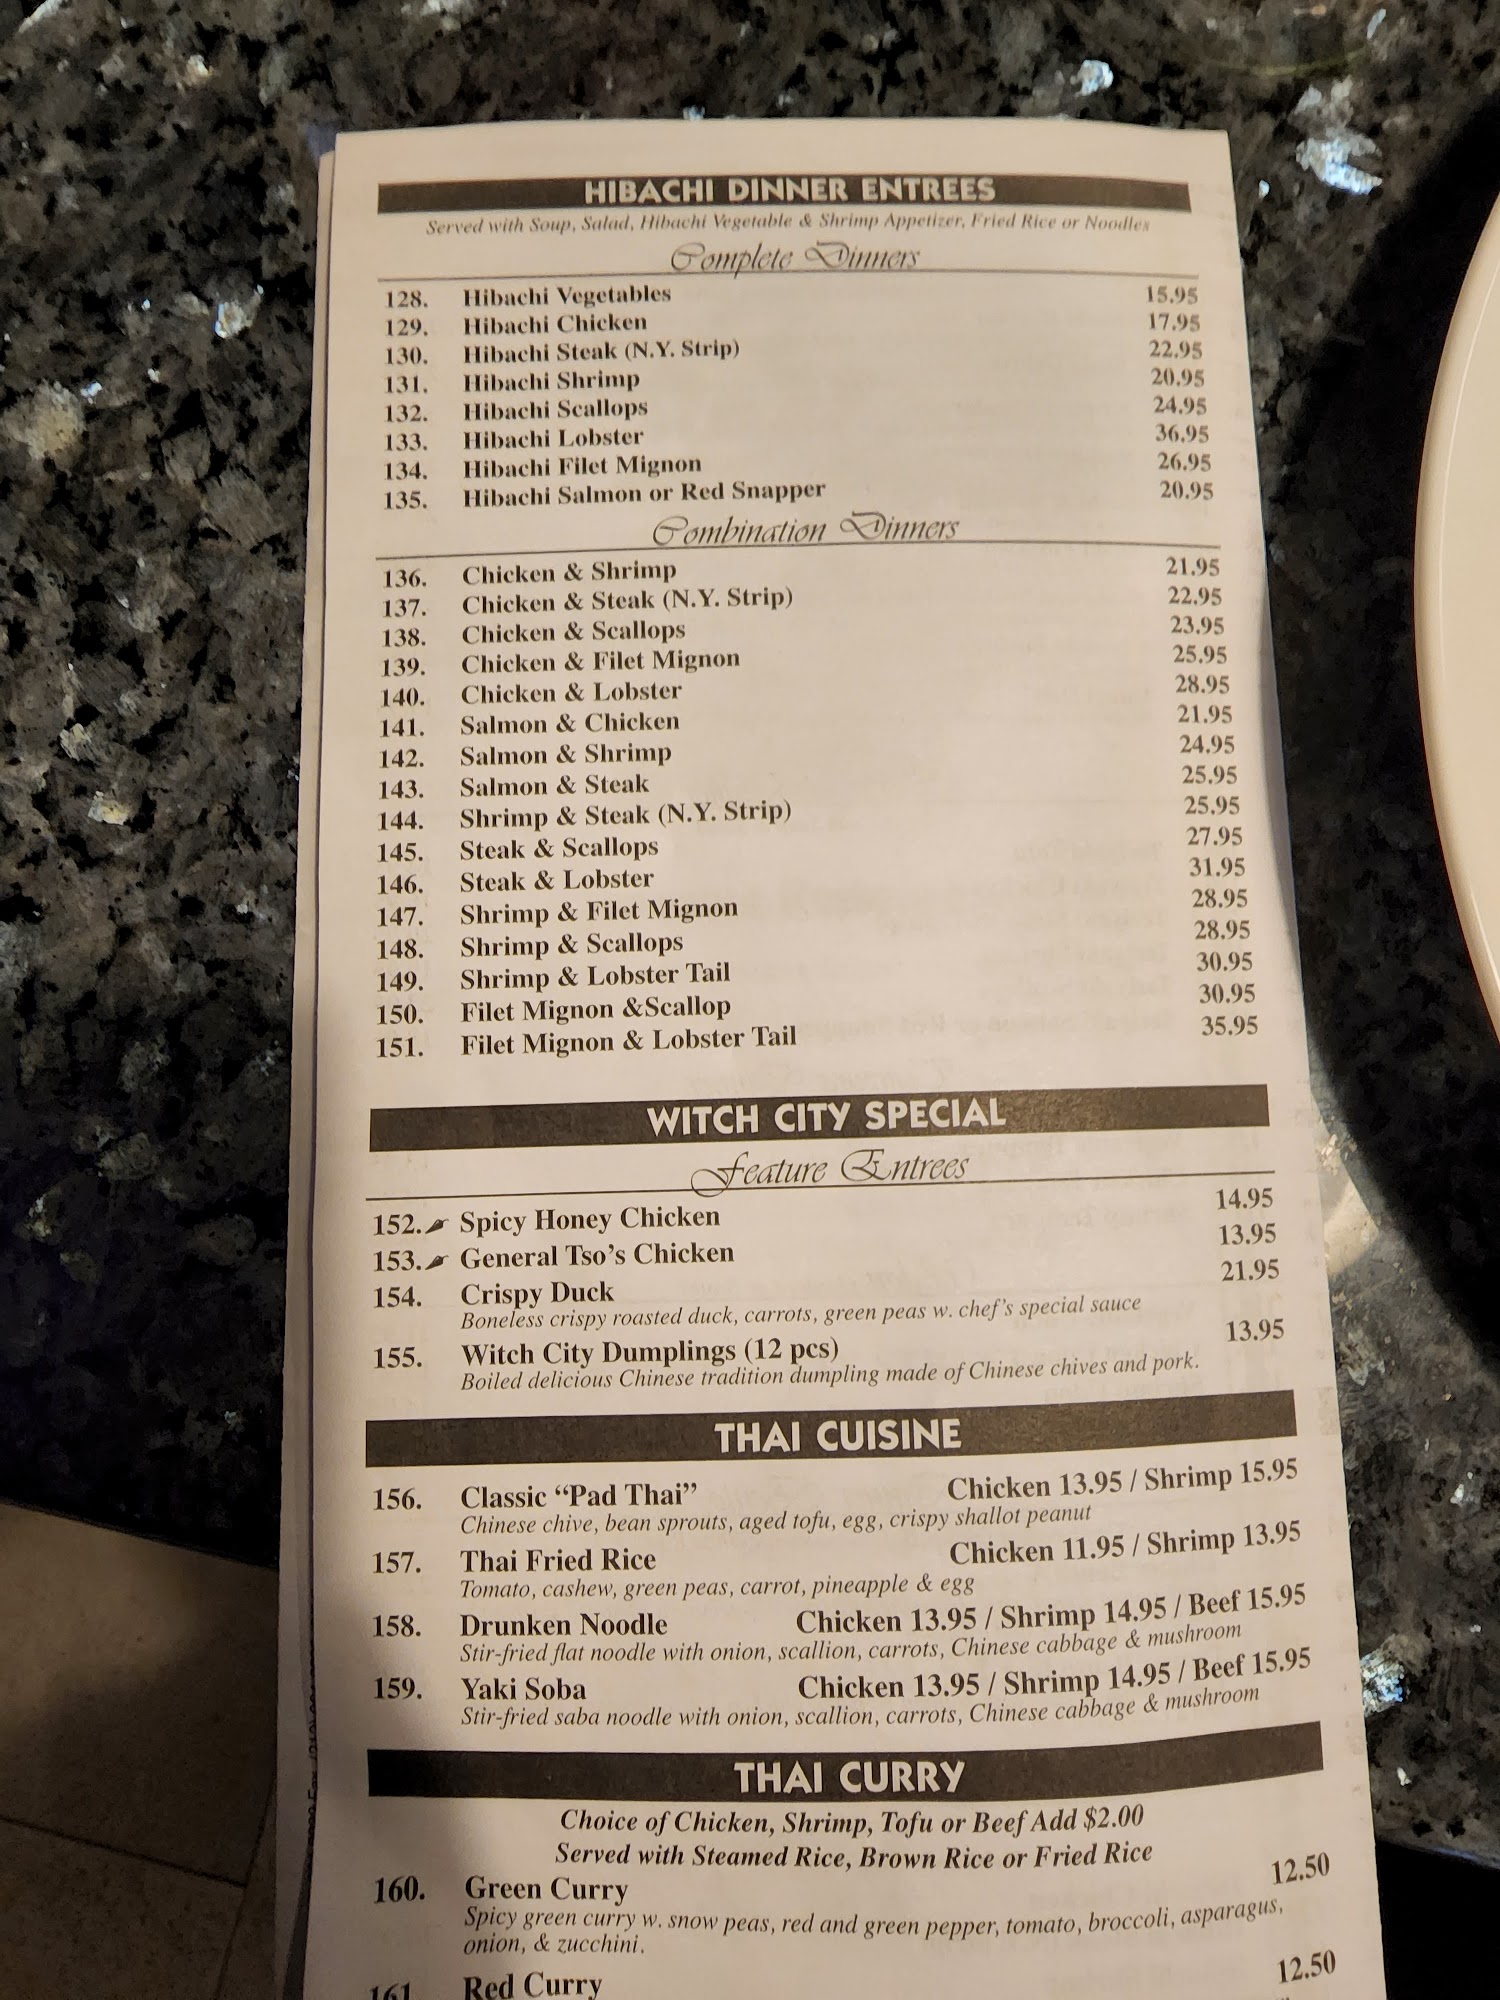 HIBACHI DINNER ENTREES
Served with Soup, Salad, Hibachi Vegetable & Shrimp Appetizer, Fried Rice or Noodles
Complete Dinners
128. Hibachi Vegetables 15.95
129. Hibachi Chicken 17.95
130. Hibachi Steak (N.Y. Strip) 22.95
131. Hibachi Shrimp 20.95
132. Hibachi Scallops 24.95
133. Hibachi Lobster 36.95
134. Hibachi Filet Mignon 26.95
135. Hibachi Salmon or Red Snapper 20.95
Combination Dinners
136. Chicken & Shrimp 21.95
137. Chicken & Steak (N.Y. Strip) 22.95
138. Chicken & Scallops 23.95
139. Chicken & Filet Mignon 25.95
140. Chicken & Lobster 28.95
141. Salmon & Chicken 21.95
142. Salmon & Shrimp 24.95
143. Salmon & Steak 25.95
144. Shrimp & Steak (N.Y. Strip) 25.95
145. Steak & Scallops 27.95
146. Steak & Lobster 31.95
147. Shrimp & Filet Mignon 28.95
148. Shrimp & Scallops 28.95
149. Shrimp & Lobster Tail 30.95
150. Filet Mignon &Scallop 30.95
151. Filet Mignon & Lobster Tail 35.95
WITCH CITY SPECIAL
Feature Entrees
152. Spicy Honey Chicken 14.95
153. General Tso's Chicken 13.95
154. Crispy Duck 21.95
Boneless crispy roasted duck, carrots, green peas w. chef's special sauce
155. Witch City Dumplings (12 pcs) 13.95
Boiled delicious Chinese tradition dumpling made of Chinese chives and pork.
THAI CUISINE
156. Classic “Pad Thai” Chicken 13.95 / Shrimp 15.95
Chinese chive, bean sprouts, aged tofu, egg, crispy shallot peanut
157. Thai Fried Rice Chicken 11.95 / Shrimp 13.95
Tomato, cashew, green peas, carrot, pineapple & egg
158. Drunken Noodle Chicken 13.95 / Shrimp 14.95 / Beef 15.95
Stir-fried flat noodle with onion, scallion, carrots, Chinese cabbage & mushroom
159. Yaki Soba Chicken 13.95 / Shrimp 14.95 / Beef 15.95
Stir-fried saba noodle with onion, scallion, carrots, Chinese cabbage & mushroom
THAI CURRY
Choice of Chicken, Shrimp, Tofu or Beef Add $2.00
Served with Steamed Rice, Brown Rice or Fried Rice
160. Green Curry 12.50
Spicy green curry w. snow peas, red and green pepper, tomato, broccoli, asparagus,
onion, & zucchini.
161 Red Curry 12.50